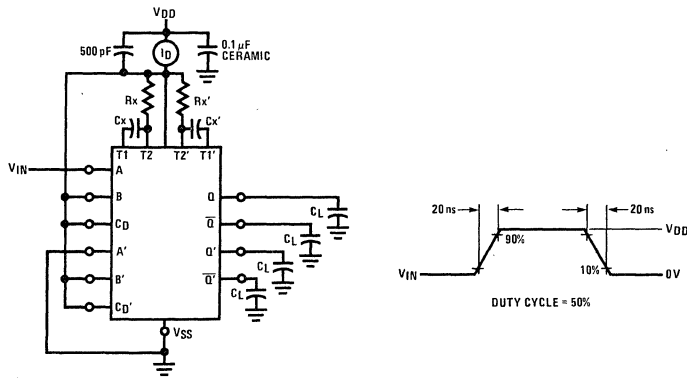 VDD
500 pF
ID
0.1 μF
CERAMIC
Rx
Rx'
Cx
Cx'
T1 T2 T2' T1'
VIN
A
B
CD
A'
B'
CD'
Q
Q̅
Q'
Q̅'
CL
CL
CL
CL
VSS
20 ns
20 ns
90%
VDD
VIN
10%
0V
DUTY CYCLE = 50%